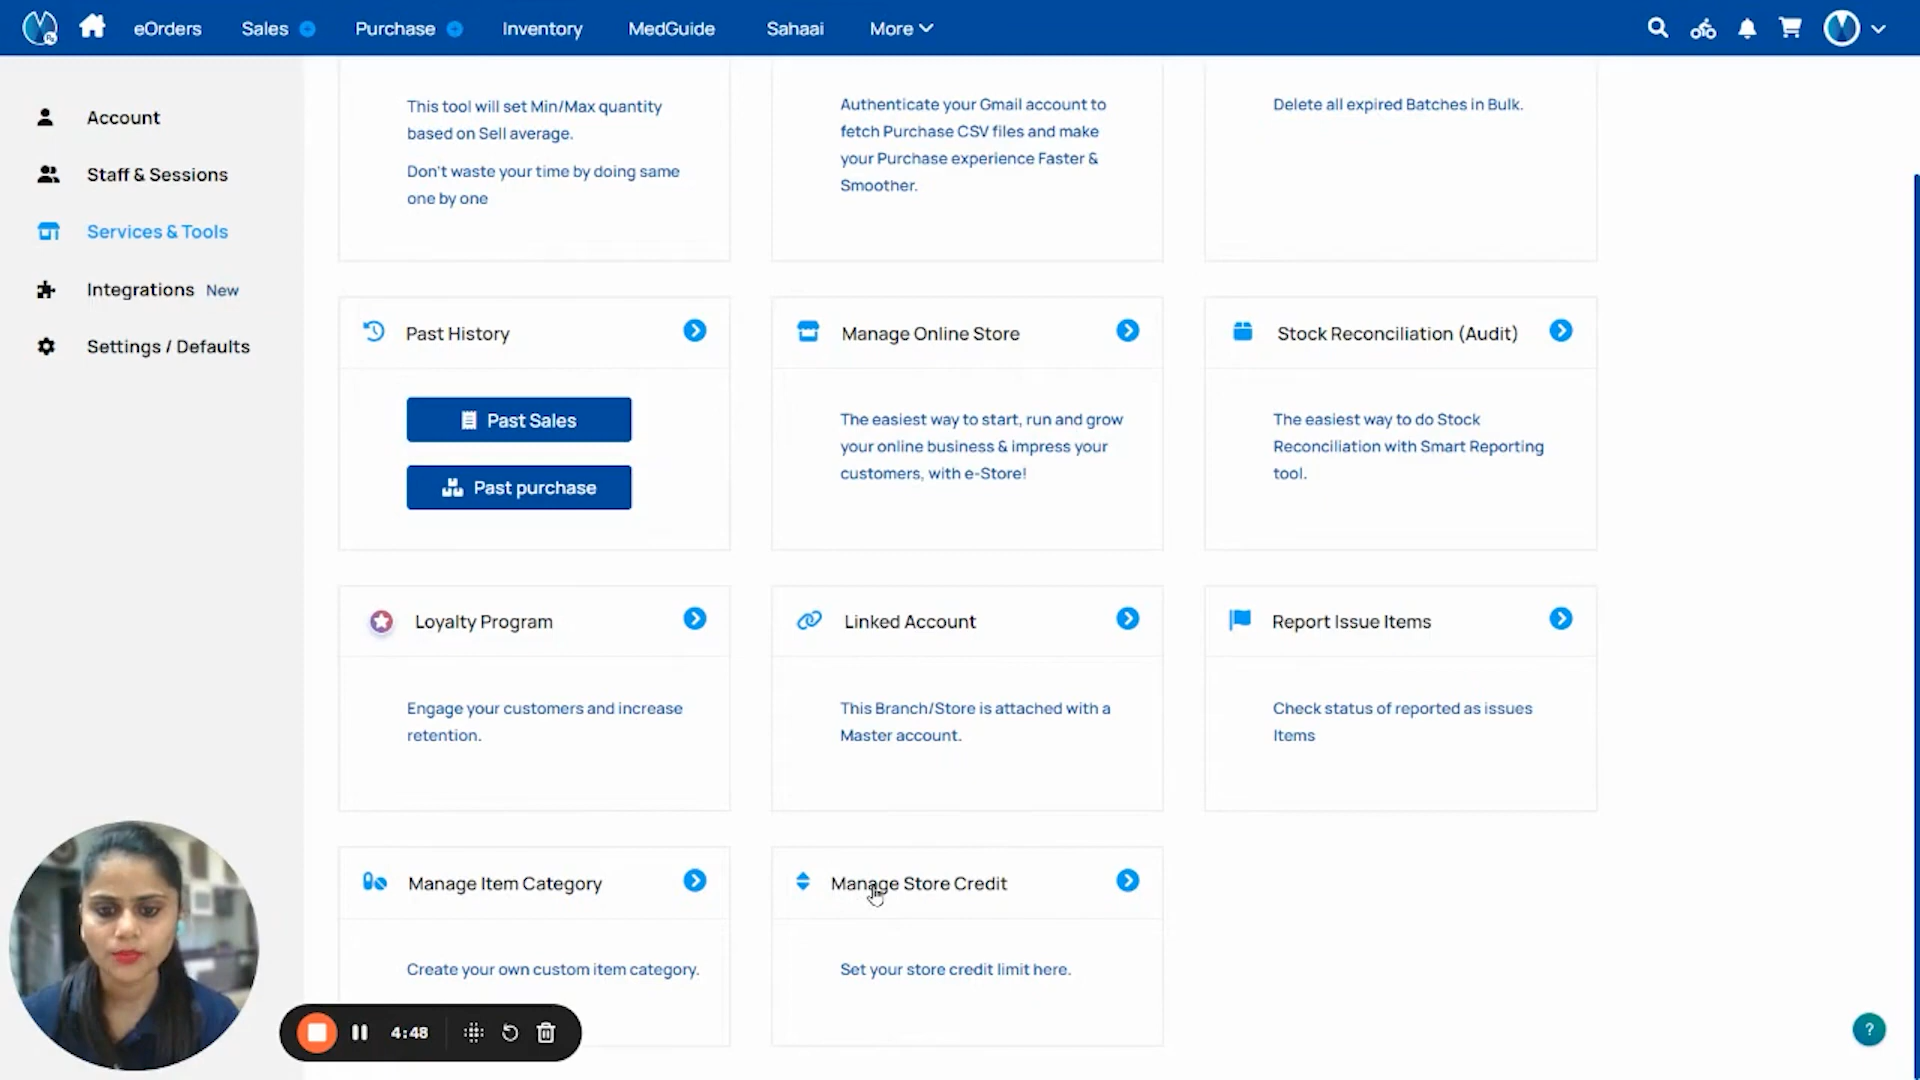 eOrders
Sales
Purchase
Inventory
MedGuide
Sahaai
More
Account
Staff & Sessions
Services & Tools
Integrations New
Settings / Defaults
This tool will set Min/Max quantity
based on Sell average.
Don't waste your time by doing same
one by one
Authenticate your Gmail account to
fetch Purchase CSV files and make
your Purchase experience Faster &
Smoother.
Delete all expired Batches in Bulk.
Past History
Past Sales
Past purchase
Manage Online Store
The easiest way to start, run and grow
your online business & impress your
customers, with e-Store!
Stock Reconciliation (Audit)
The easiest way to do Stock
Reconciliation with Smart Reporting
tool.
Loyalty Program
Engage your customers and increase
retention.
Linked Account
This Branch/Store is attached with a
Master account.
Report Issue Items
Check status of reported as issues
Items
Manage Item Category
Create your own custom item category.
Manage Store Credit
Set your store credit limit here.
4:48
?